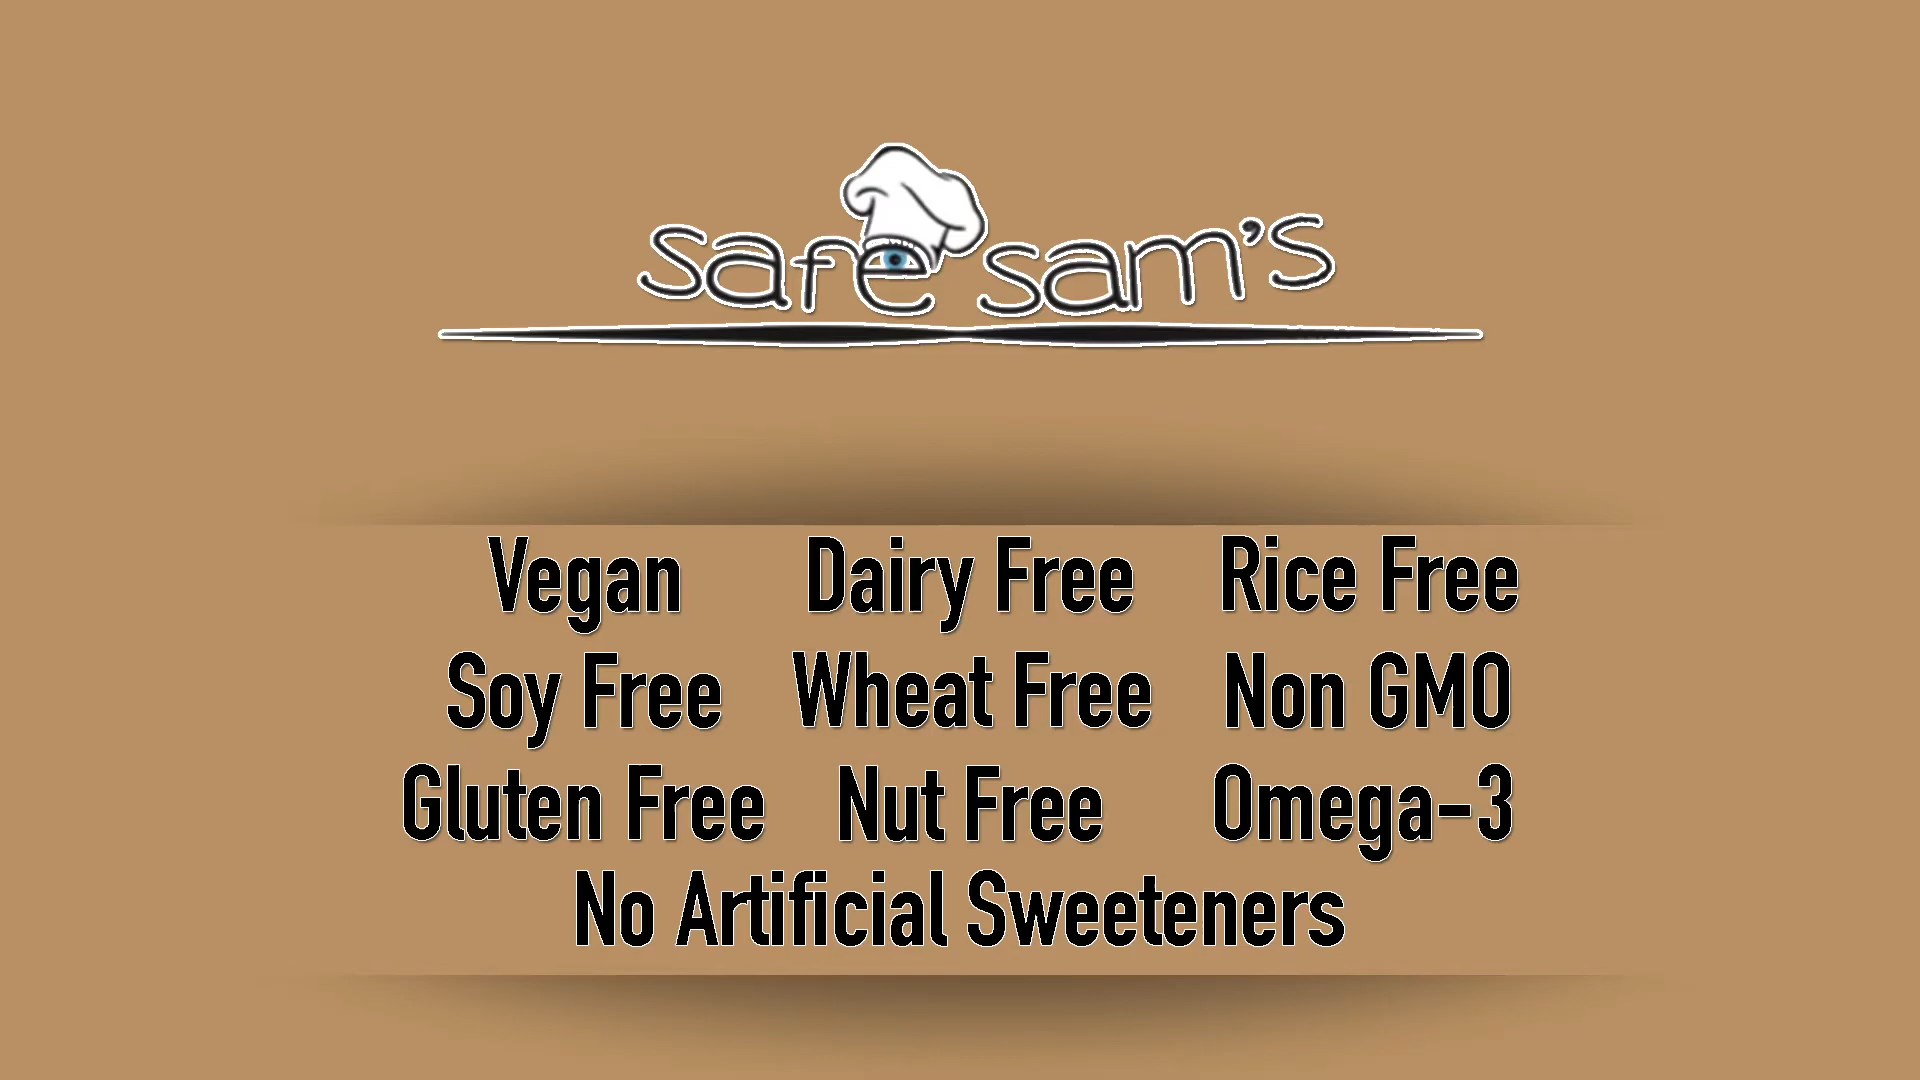 safe sam's
Vegan Dairy Free Rice Free
Soy Free Wheat Free Non GMO
Gluten Free Nut Free Omega-3
No Artificial Sweeteners